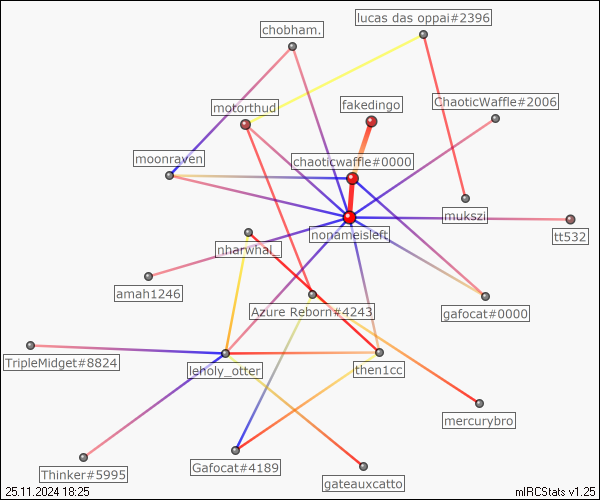 lucas das oppai#2396
chobham.
ChaoticWaffle#2006
fakedingo
motorthud
moonraven
chaoticwaffle#0000
mukszi
nonameisleft
tt532
nharwhal_
amah1246
Azure Reborn#4243
gafocat#0000
TripleMidget#8824
leholy_otter
then1cc
mercurybro
Gafocat#4189
Thinker#5995
gateauxcatto
25.11.2024 18:25
mIRCStats v1.25